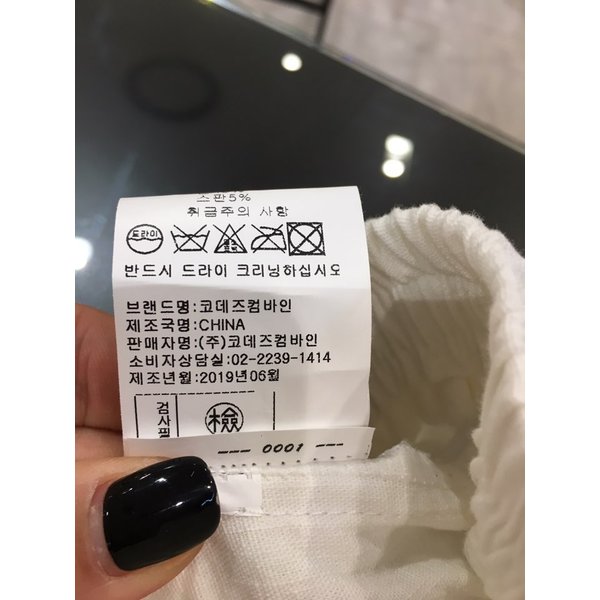 스판5%
취급주의 사항
드라이
반드시 드라이 크리닝하십시오
브랜드명:코데즈컴바인
제조국명:CHINA
판매자명:(주)코데즈컴바인
소비자상담실:02-2239-1414
제조년월:2019년06월
검사필
檢
--- 0001 ---